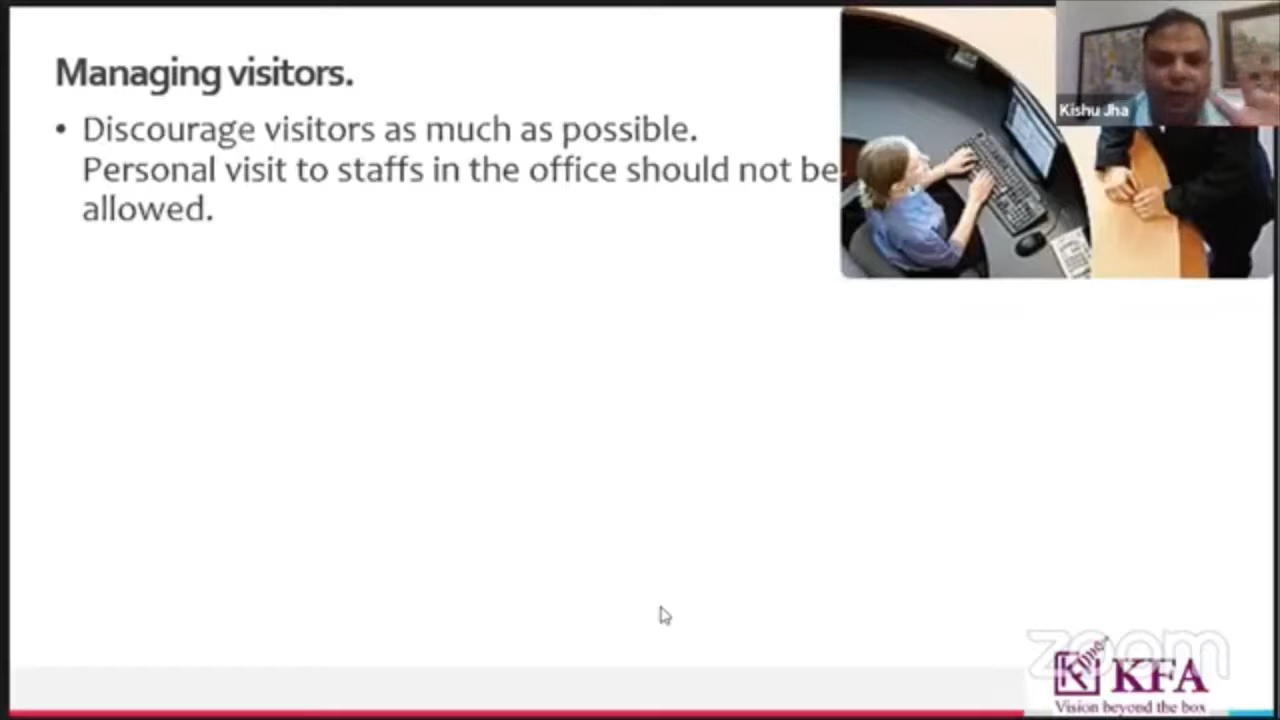 Managing visitors.
• Discourage visitors as much as possible.
Personal visit to staffs in the office should not be
allowed.
Kishu Jha
zoom
KFA
Vision beyond the box